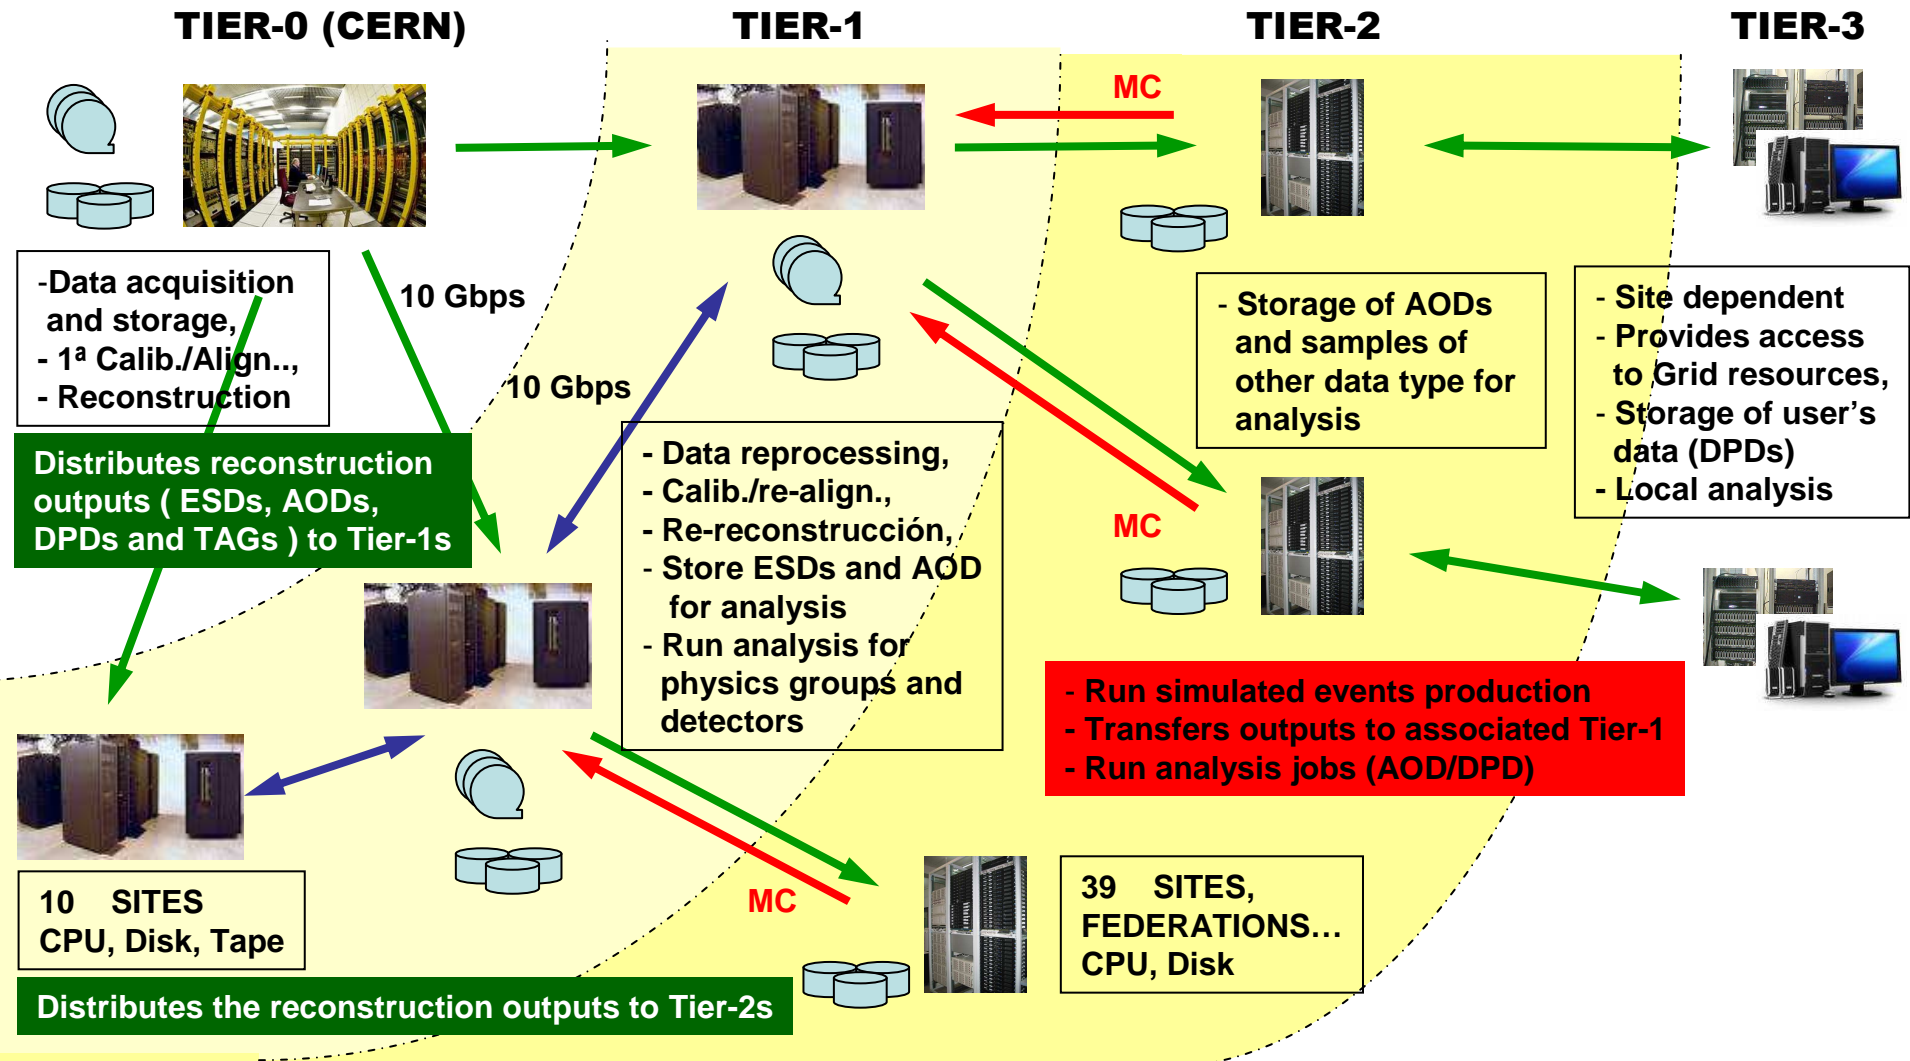 TIER-0 (CERN)
TIER-1
TIER-2
TIER-3
MC
-Data acquisition
and storage,
- 1ª Calib./Align..,
- Reconstruction
10 Gbps
10 Gbps
Distributes reconstruction
outputs ( ESDs, AODs,
DPDs and TAGs ) to Tier-1s
- Data reprocessing,
- Calib./re-align.,
- Re-reconstrucción,
- Store ESDs and AOD
for analysis
- Run analysis for
physics groups and
detectors
- Storage of AODs
and samples of
other data type for
analysis
- Site dependent
- Provides access
to Grid resources,
- Storage of user's
data (DPDs)
- Local analysis
MC
- Run simulated events production
- Transfers outputs to associated Tier-1
- Run analysis jobs (AOD/DPD)
MC
10 SITES
CPU, Disk, Tape
39 SITES,
FEDERATIONS…
CPU, Disk
Distributes the reconstruction outputs to Tier-2s